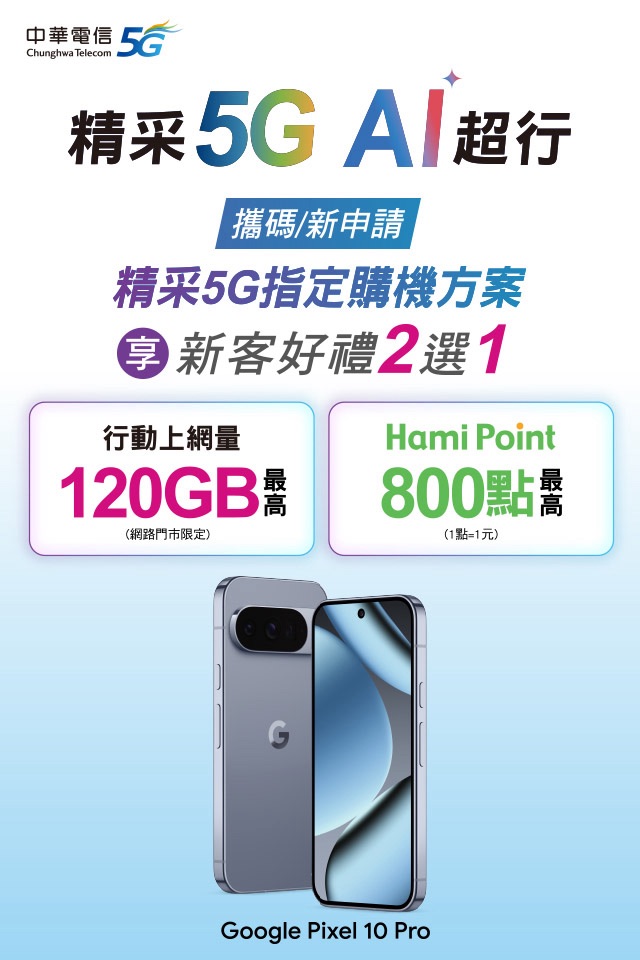 中華電信 5G
Chunghwa Telecom
精采5G AI超行
攜碼/新申請
精采5G指定購機方案
享新客好禮2選1
行動上網量
120GB最高
(網路門市限定)
Hami Point
800點最高
(1點=1元)
G
Google Pixel 10 Pro